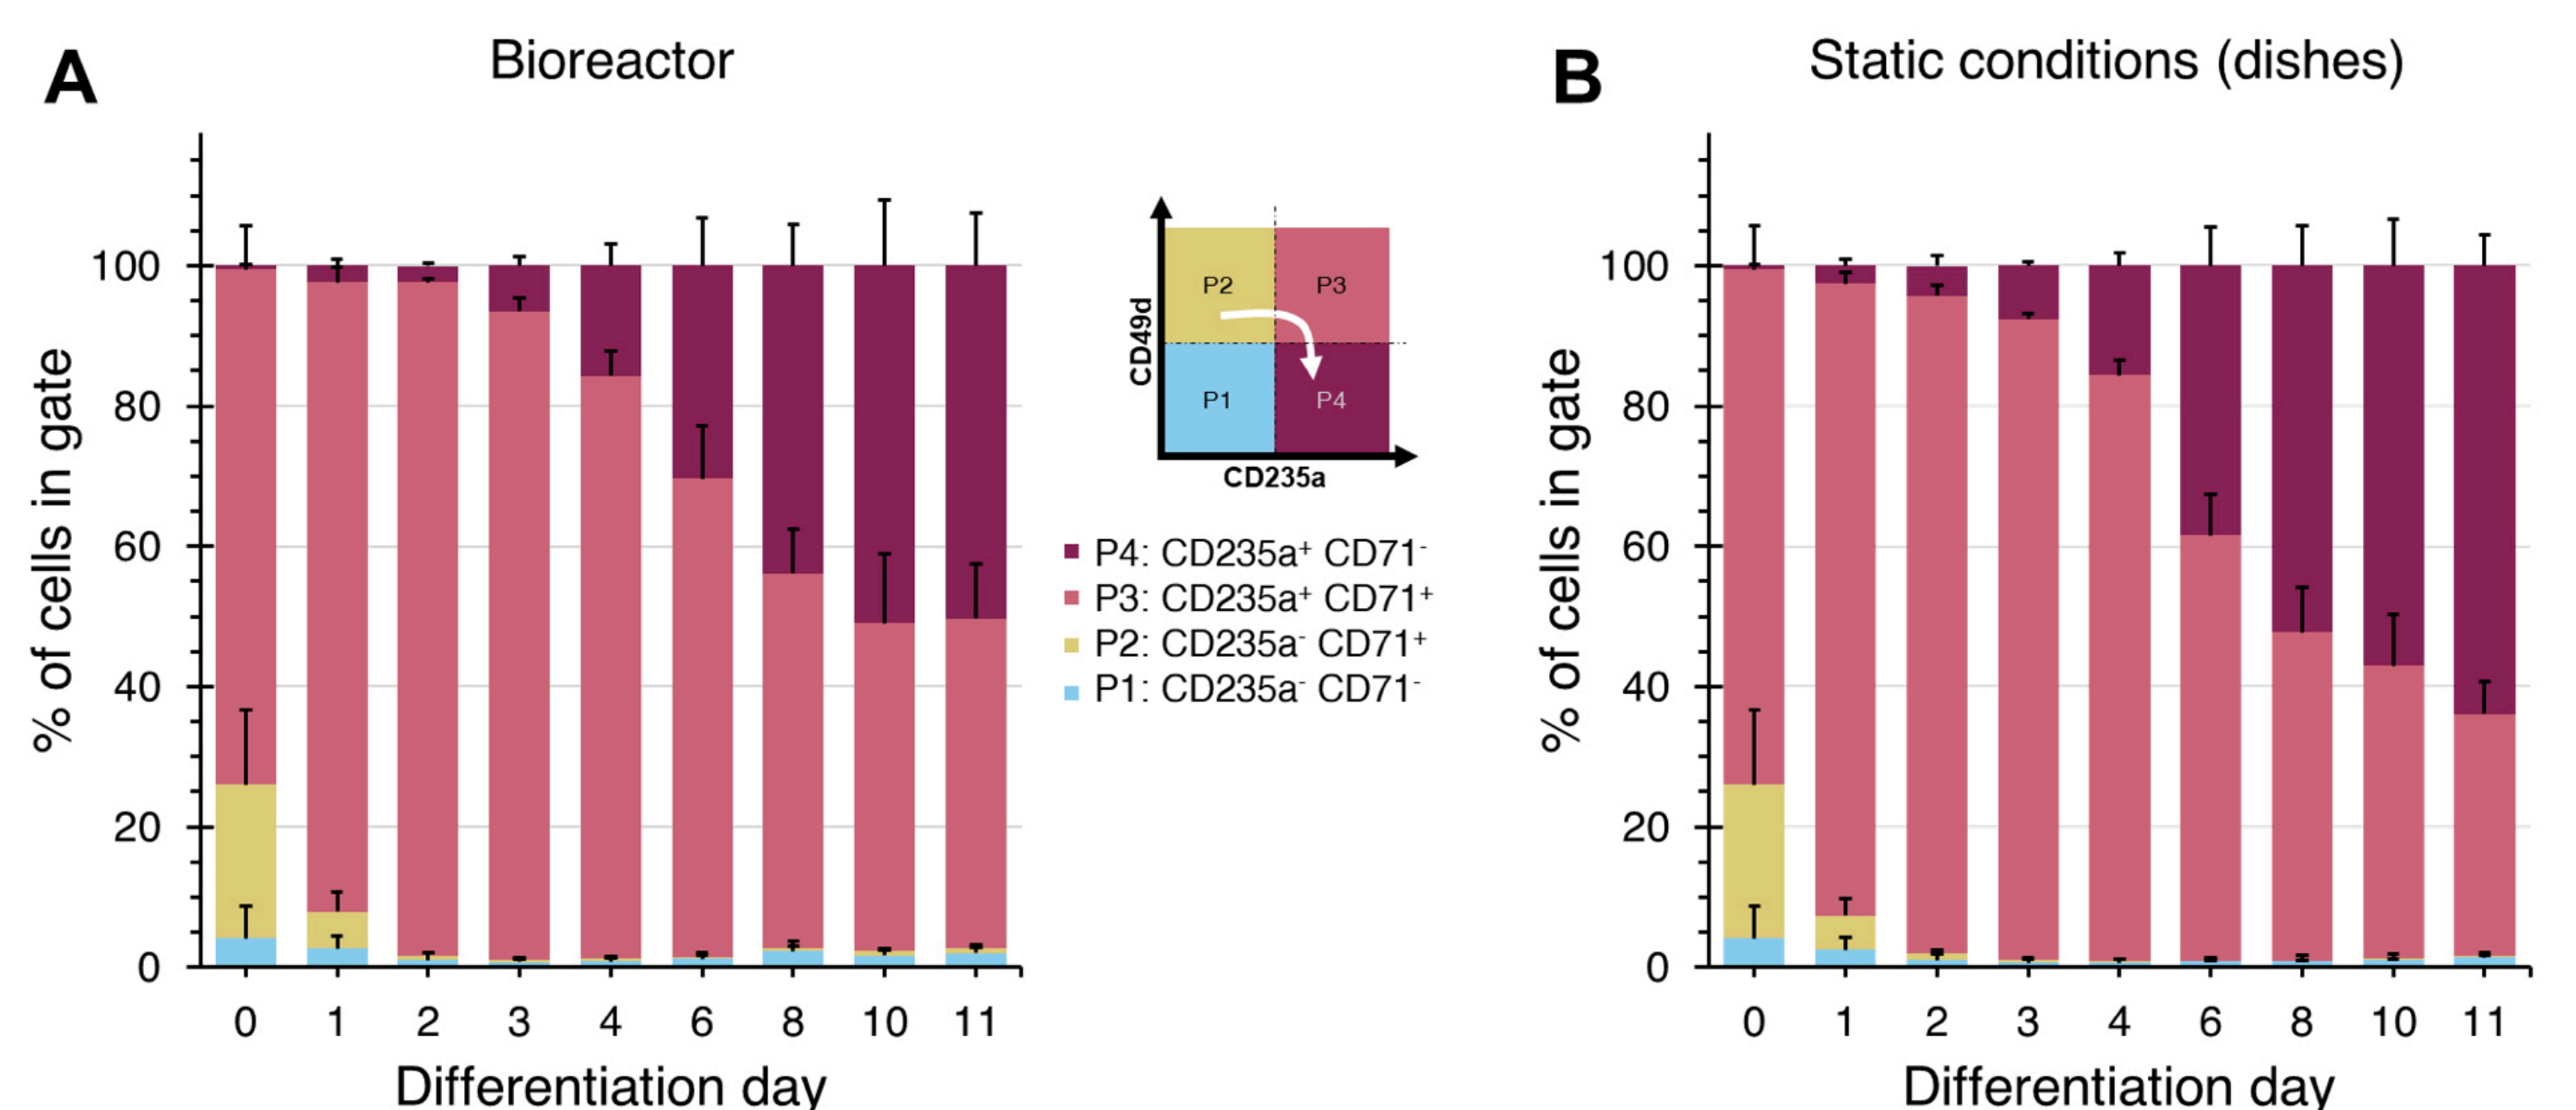 A
Bioreactor
% of cells in gate
100
80
60
40
20
0
0 1 2 3 4 6 8 10 11
Differentiation day
CD49d
P2 P3
P1 P4
CD235a
P4: CD235a⁺ CD71⁻
P3: CD235a⁺ CD71⁺
P2: CD235a⁻ CD71⁺
P1: CD235a⁻ CD71⁻
B
Static conditions (dishes)
% of cells in gate
100
80
60
40
20
0
0 1 2 3 4 6 8 10 11
Differentiation day